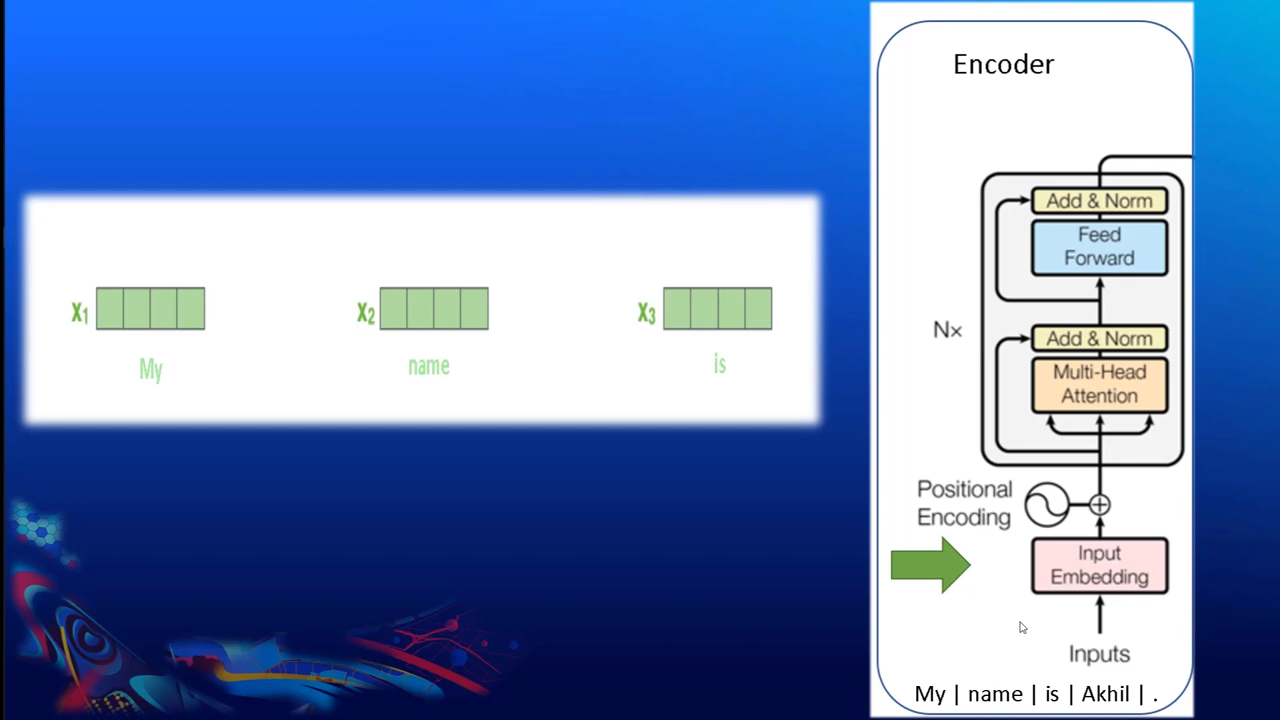 x₁
My
x₂
name
x₃
is
Encoder
Add & Norm
Feed
Forward
N×
Add & Norm
Multi-Head
Attention
Positional
Encoding
Input
Embedding
Inputs
My | name | is | Akhil | .